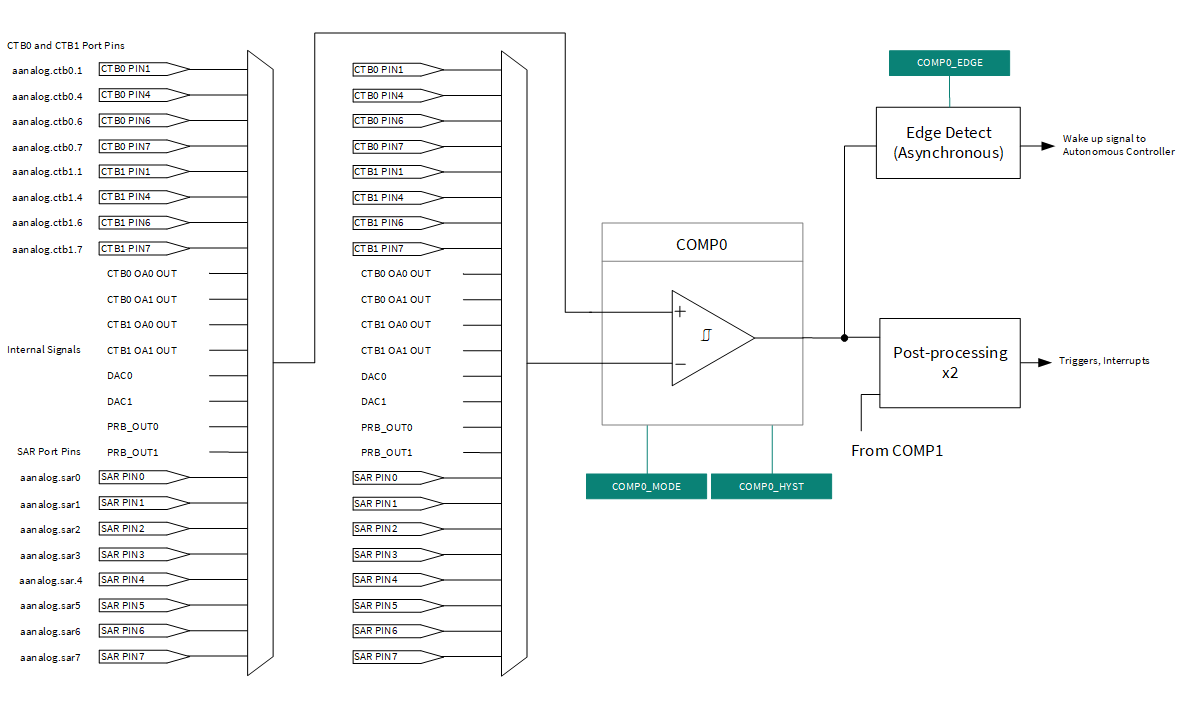 CTB0 and CTB1 Port Pins
aanalog.ctb0.1
CTB0 PIN1
aanalog.ctb0.4
CTB0 PIN4
aanalog.ctb0.6
CTB0 PIN6
aanalog.ctb0.7
CTB0 PIN7
aanalog.ctb1.1
CTB1 PIN1
aanalog.ctb1.4
CTB1 PIN4
aanalog.ctb1.6
CTB1 PIN6
aanalog.ctb1.7
CTB1 PIN7
CTB0 OA0 OUT
CTB0 OA1 OUT
CTB1 OA0 OUT
Internal Signals
CTB1 OA1 OUT
DAC0
DAC1
PRB_OUT0
SAR Port Pins
PRB_OUT1
aanalog.sar0
SAR PIN0
aanalog.sar1
SAR PIN1
aanalog.sar2
SAR PIN2
aanalog.sar3
SAR PIN3
aanalog.sar.4
SAR PIN4
aanalog.sar5
SAR PIN5
aanalog.sar6
SAR PIN6
aanalog.sar7
SAR PIN7
CTB0 PIN1
CTB0 PIN4
CTB0 PIN6
CTB0 PIN7
CTB1 PIN1
CTB1 PIN4
CTB1 PIN6
CTB1 PIN7
CTB0 OA0 OUT
CTB0 OA1 OUT
CTB1 OA0 OUT
CTB1 OA1 OUT
DAC0
DAC1
PRB_OUT0
PRB_OUT1
SAR PIN0
SAR PIN1
SAR PIN2
SAR PIN3
SAR PIN4
SAR PIN5
SAR PIN6
SAR PIN7
COMP0
+
−
COMP0_MODE
COMP0_HYST
COMP0_EDGE
Edge Detect
(Asynchronous)
Wake up signal to
Autonomous Controller
Post-processing
x2
Triggers, Interrupts
From COMP1